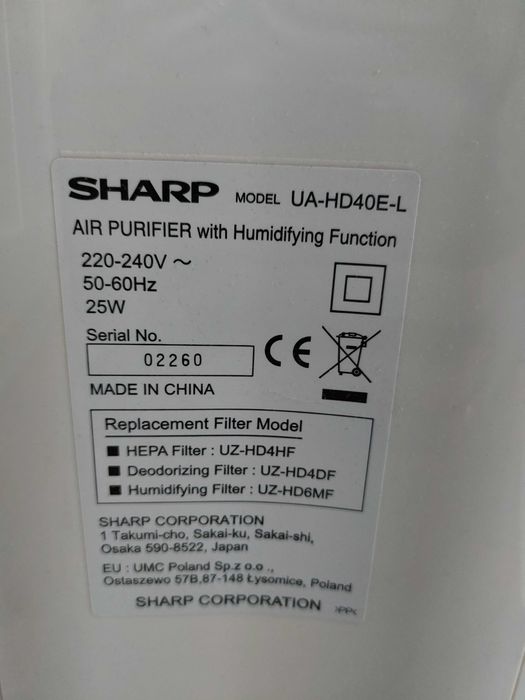 SHARP MODEL UA-HD40E-L
AIR PURIFIER with Humidifying Function
220-240V ~
50-60Hz
25W
Serial No.
02260
CE
MADE IN CHINA
Replacement Filter Model
■ HEPA Filter : UZ-HD4HF
■ Deodorizing Filter : UZ-HD4DF
■ Humidifying Filter : UZ-HD6MF
SHARP CORPORATION
1 Takumi-cho, Sakai-ku, Sakai-shi,
Osaka 590-8522, Japan
EU : UMC Poland Sp.z o.o .,
Ostaszewo 57B,87-148 Łysomice, Poland
SHARP CORPORATION >PP<